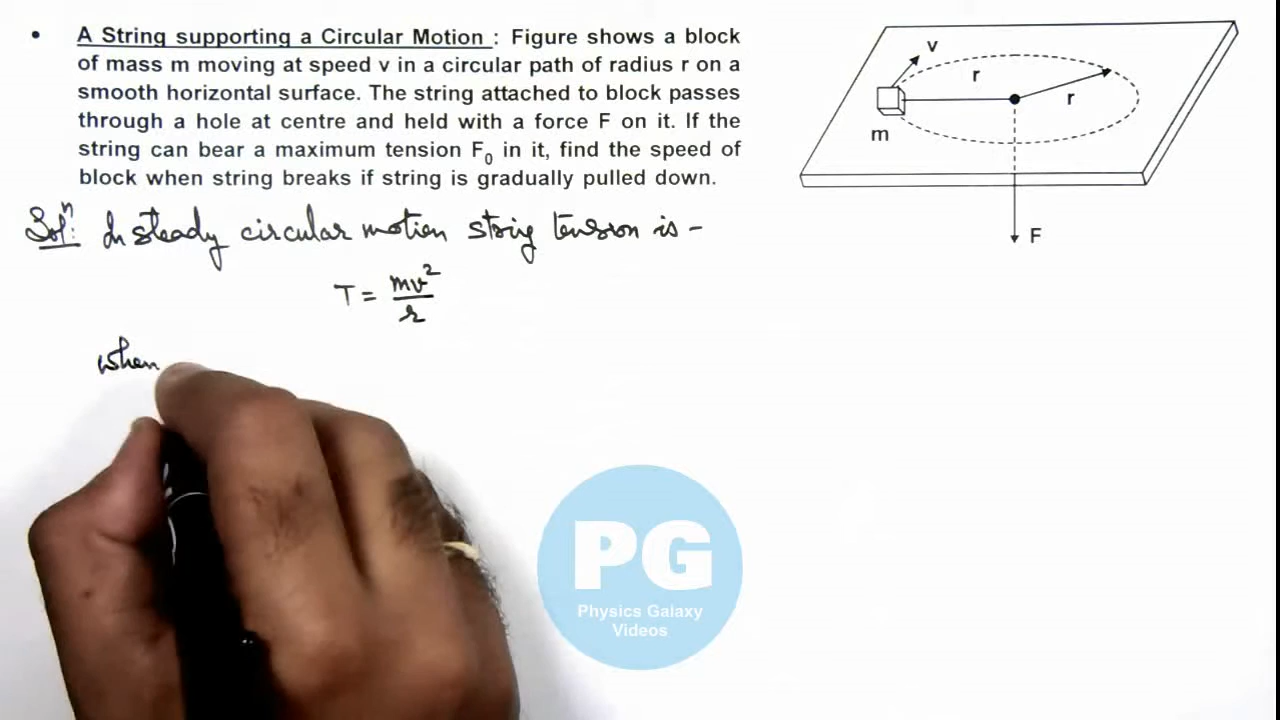 • A String supporting a Circular Motion : Figure shows a block
of mass m moving at speed v in a circular path of radius r on a
smooth horizontal surface. The string attached to block passes
through a hole at centre and held with a force F on it. If the
string can bear a maximum tension F₀ in it, find the speed of
block when string breaks if string is gradually pulled down.
v
r
r
m
F
Solⁿ: In steady circular motion string tension is -
T = mv²/r
when
PG
Physics Galaxy
Videos